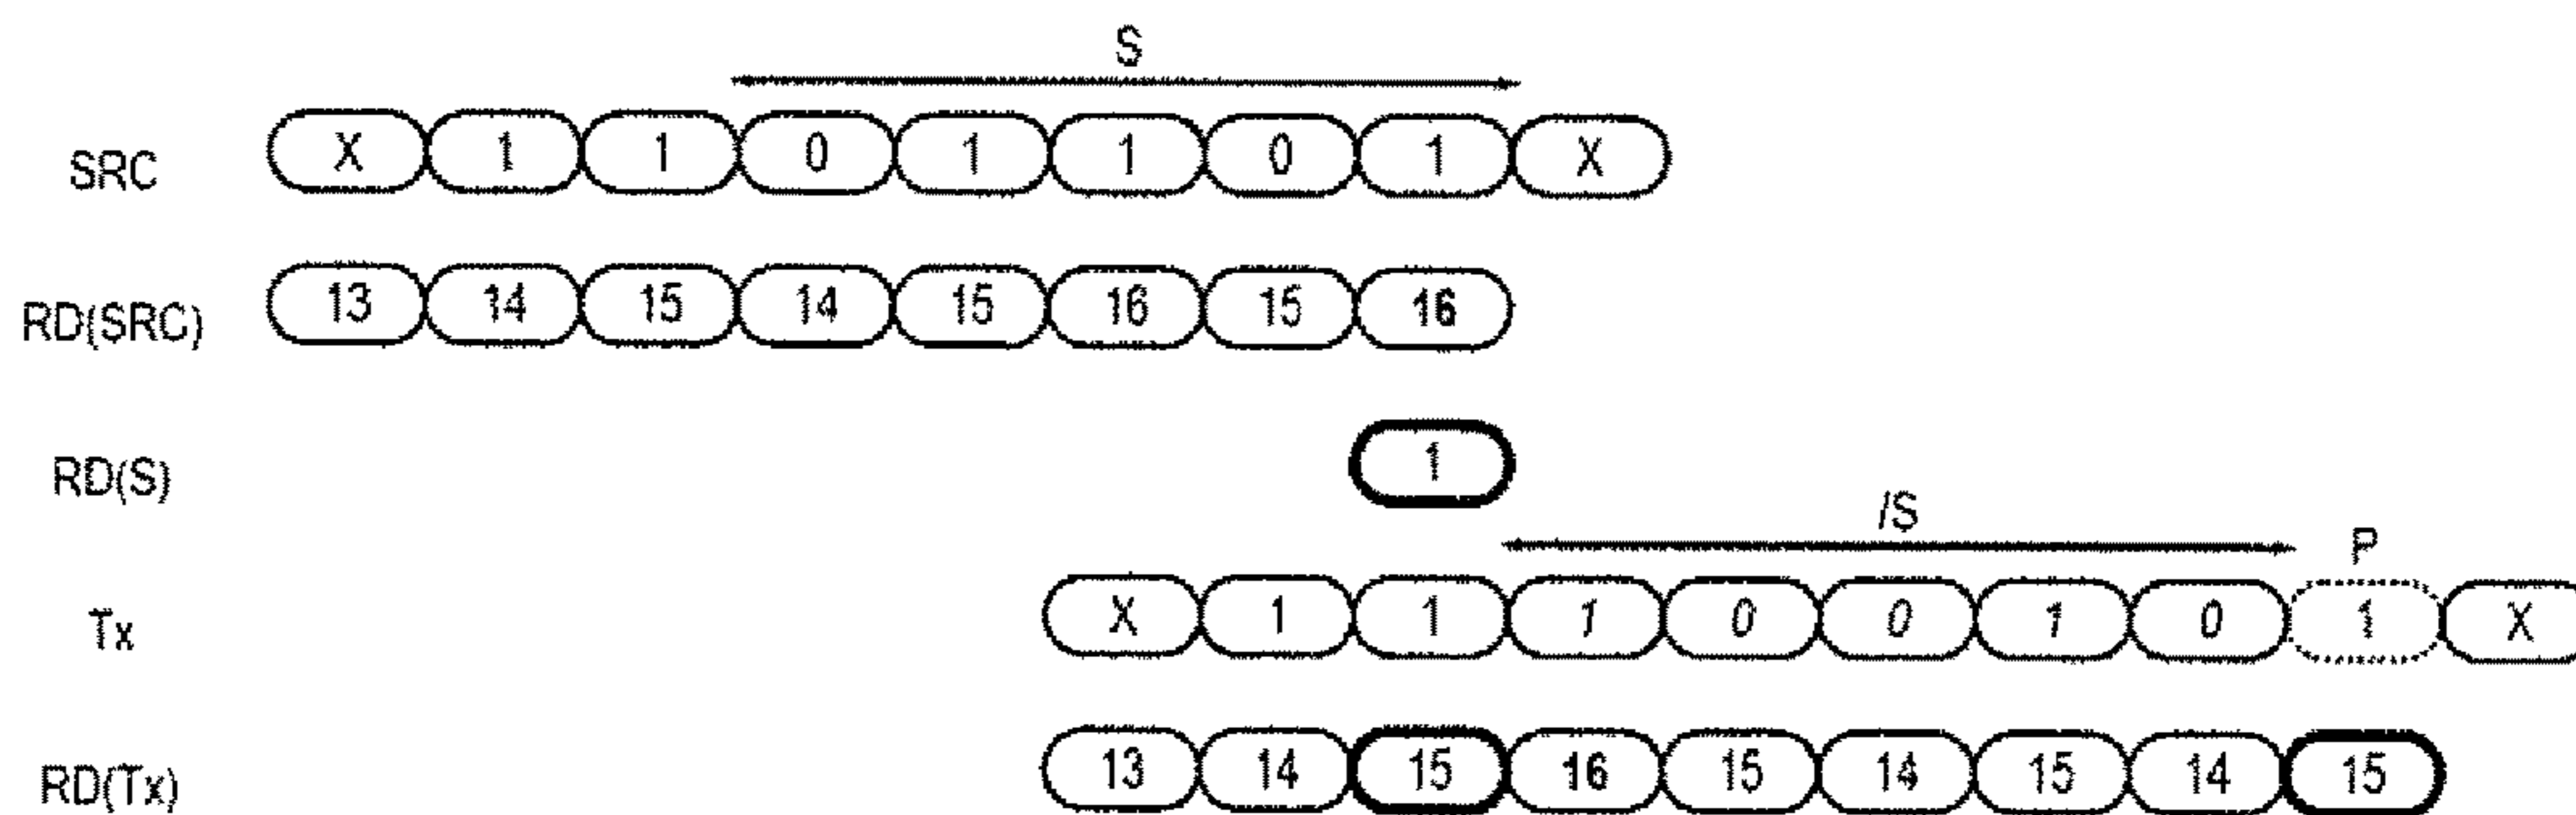 S
SRC X 1 1 0 1 1 0 1 X
RD(SRC) 13 14 15 14 15 16 15 16
RD(S) 1
/S P
Tx X 1 1 1 0 0 1 0 1 X
RD(Tx) 13 14 15 16 15 14 15 14 15